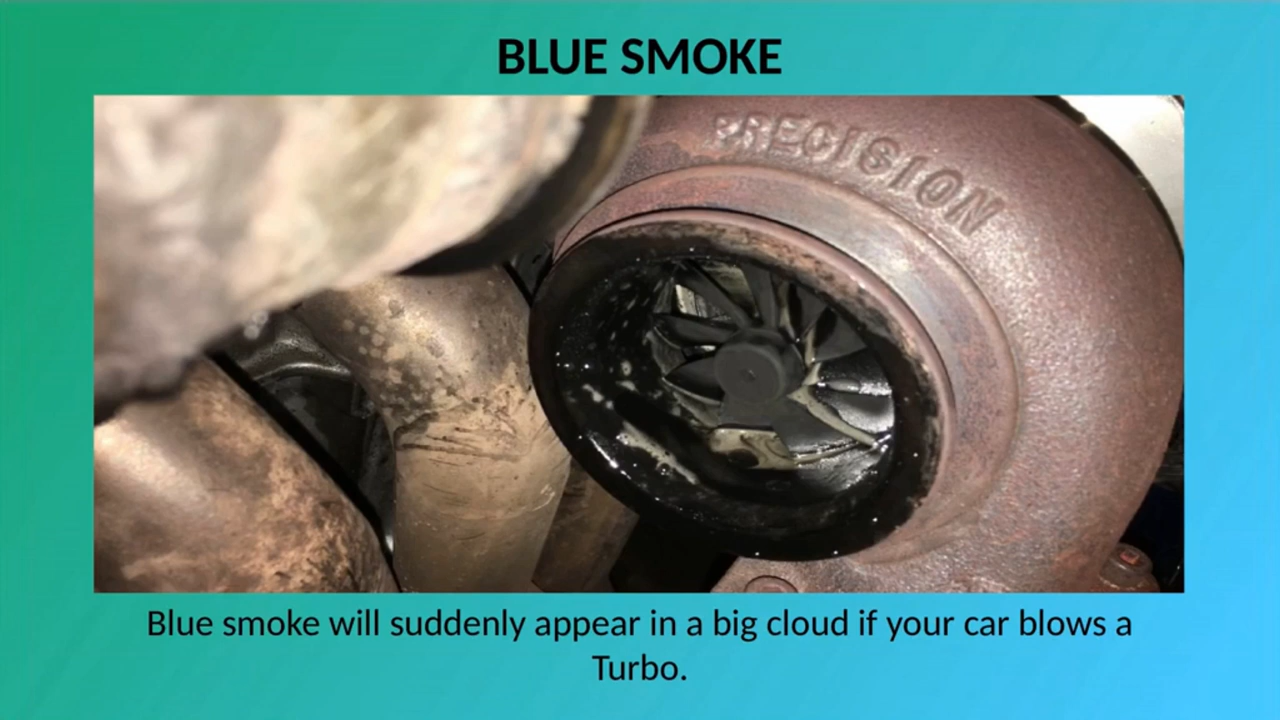 BLUE SMOKE
PRECISION
Blue smoke will suddenly appear in a big cloud if your car blows a
Turbo.